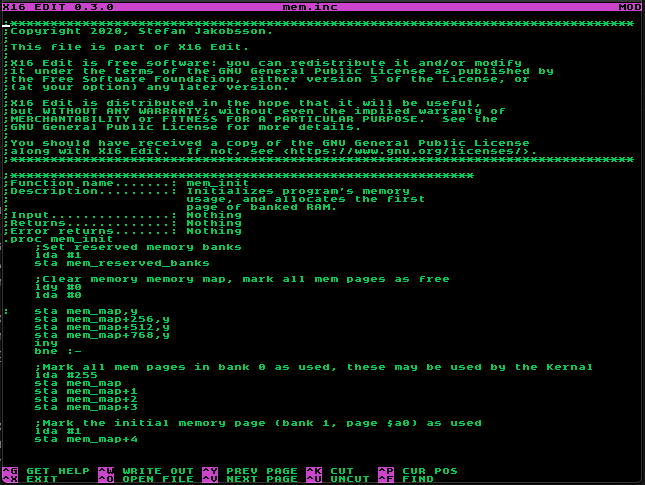 X16 EDIT 0.3.0 mem.inc MOD
;******************************************************************************
;Copyright 2020, Stefan Jakobsson.
;
;This file is part of X16 Edit.
;
;X16 Edit is free software: you can redistribute it and/or modify
;it under the terms of the GNU General Public License as published by
;the Free Software Foundation, either version 3 of the License, or
;(at your option) any later version.
;
;X16 Edit is distributed in the hope that it will be useful,
;but WITHOUT ANY WARRANTY; without even the implied warranty of
;MERCHANTABILITY or FITNESS FOR A PARTICULAR PURPOSE.  See the
;GNU General Public License for more details.
;
;You should have received a copy of the GNU General Public License
;along with X16 Edit.  If not, see <https://www.gnu.org/licenses/>.
;******************************************************************************
;**********************************************************
;Function name.......: mem_init
;Description.........: Initializes program's memory
;                      usage, and allocates the first
;                      page of banked RAM.
;Input...............: Nothing
;Returns.............: Nothing
;Error returns.......: Nothing
.proc mem_init
    ;Set reserved memory banks
    lda #1
    sta mem_reserved_banks
    ;Clear memory memory map, mark all mem pages as free
    ldy #0
    lda #0
:   sta mem_map,y
    sta mem_map+256,y
    sta mem_map+512,y
    sta mem_map+768,y
    iny
    bne :-
    ;Mark all mem pages in bank 0 as used, these may be used by the Kernal
    lda #255
    sta mem_map
    sta mem_map+1
    sta mem_map+2
    sta mem_map+3
    ;Mark the initial memory page (bank 1, page $a0) as used
    lda #1
    sta mem_map+4
^G GET HELP ^W WRITE OUT ^Y PREV PAGE ^K CUT ^P CUR POS
^X EXIT ^O OPEN FILE ^V NEXT PAGE ^U UNCUT ^F FIND